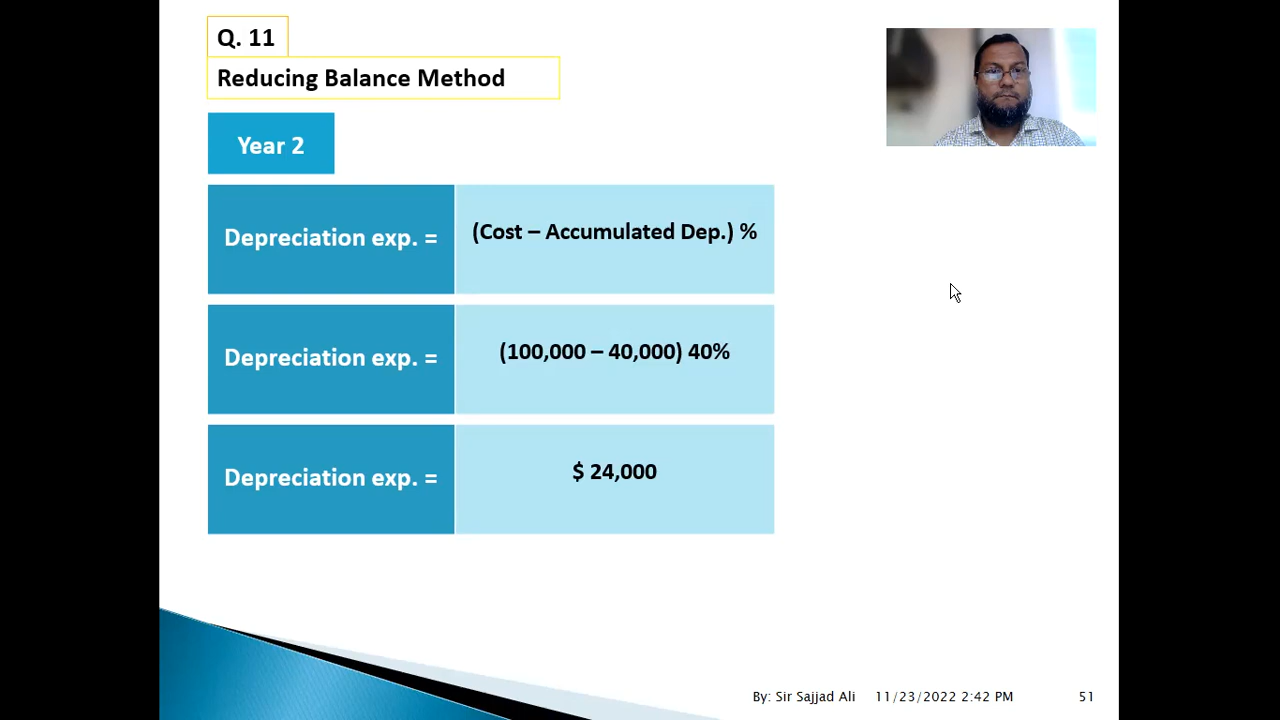 Q. 11
Reducing Balance Method
Year 2
Depreciation exp. =
(Cost – Accumulated Dep.) %
Depreciation exp. =
(100,000 – 40,000) 40%
Depreciation exp. =
$ 24,000
By: Sir Sajjad Ali 11/23/2022 2:42 PM 51